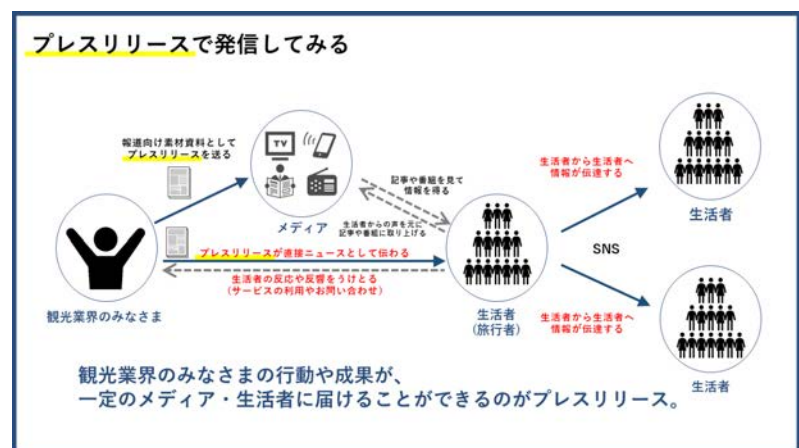 プレスリリースで発信してみる
報道向け素材資料として
プレスリリースを送る
TV
メディア
記事や番組を見て
情報を得る
生活者からの声を元に
記事や番組に取り上げる
プレスリリースが直接ニュースとして伝わる
生活者の反応や反響をうけとる
(サービスの利用やお問い合わせ)
観光業界のみなさま
生活者
(旅行者)
生活者から生活者へ
情報が伝達する
生活者
SNS
生活者から生活者へ
情報が伝達する
生活者
観光業界のみなさまの行動や成果が、
一定のメディア・生活者に届けることができるのがプレスリリース。